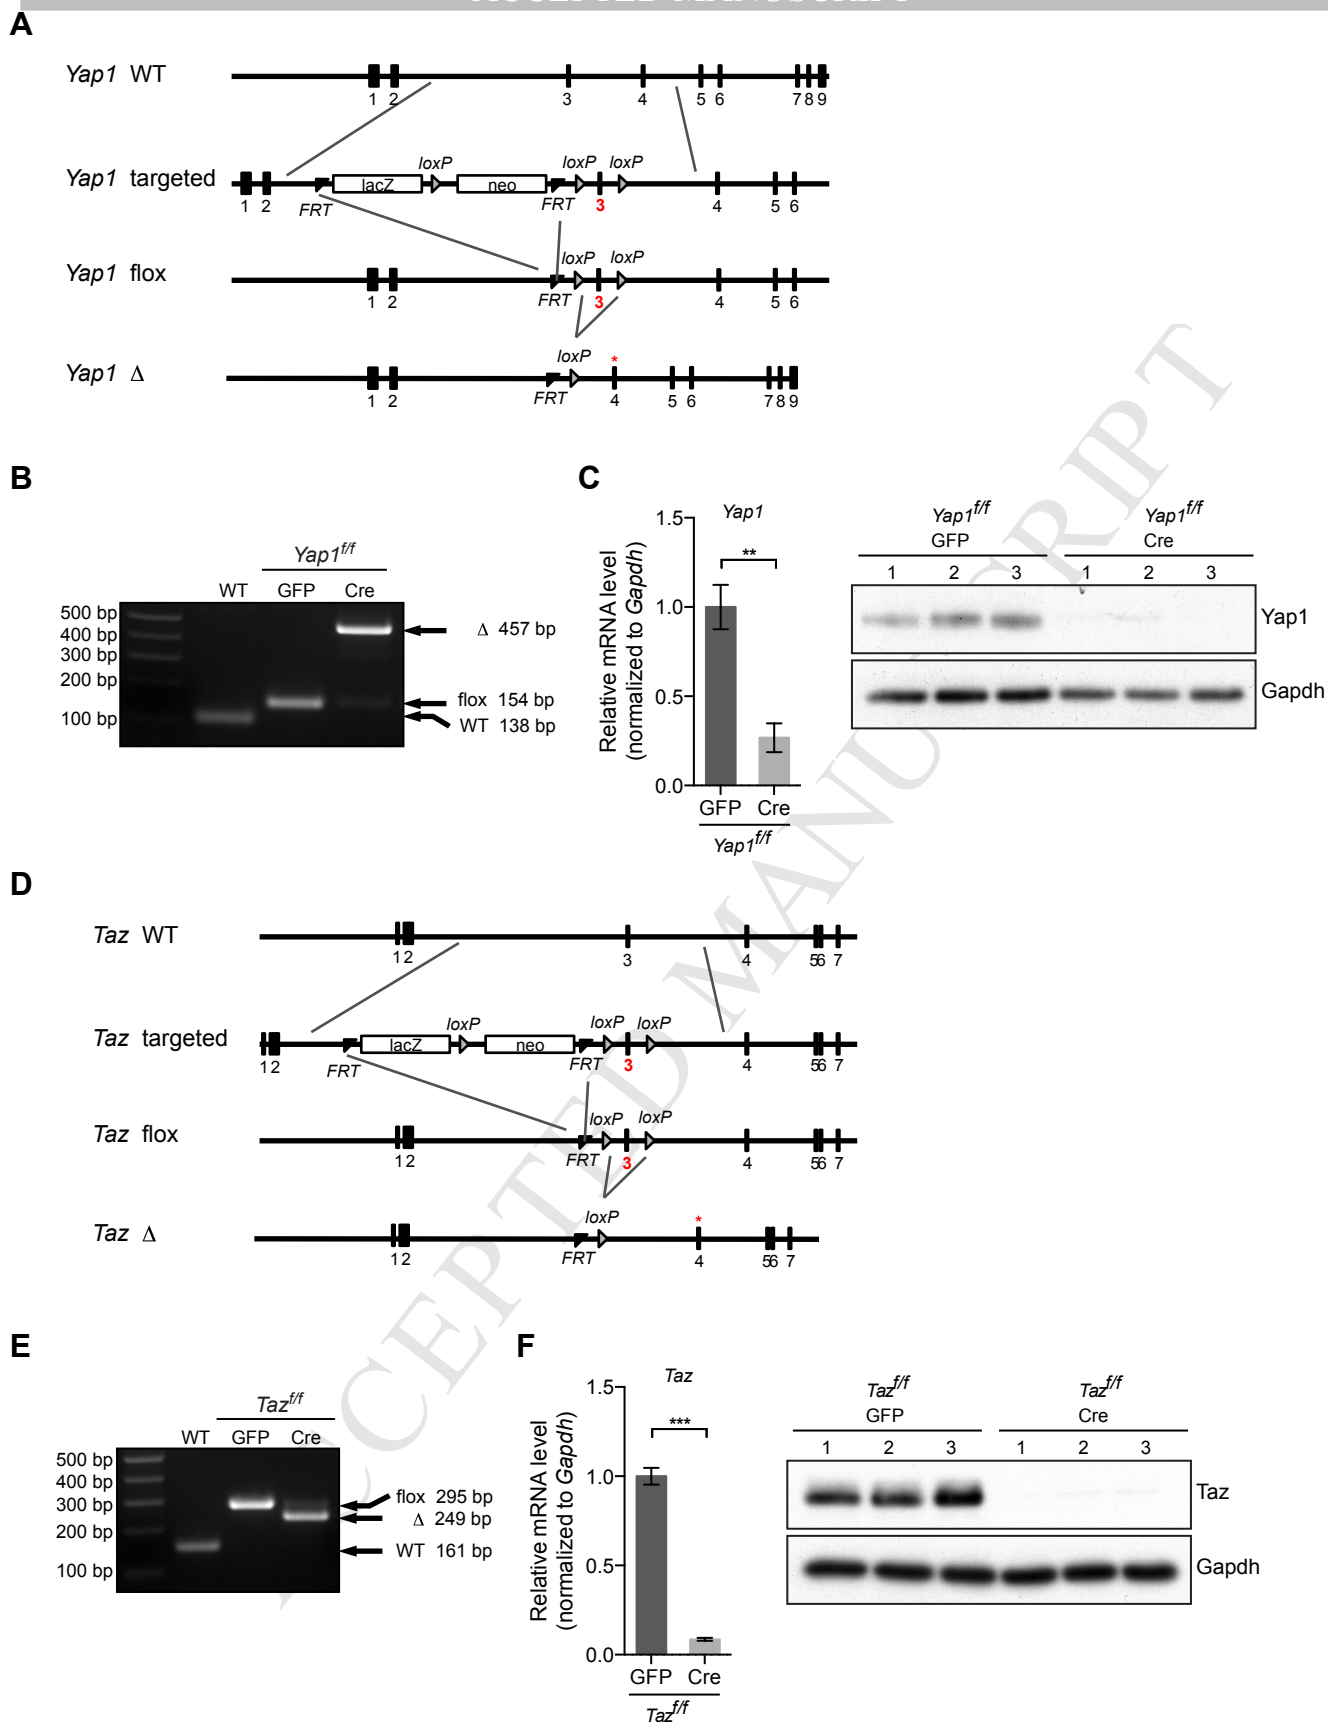 ACCEPTED MANUSCRIPT
A
Yap1 WT
1 2 3 4 5 6 7 8 9
Yap1 targeted
loxP loxP loxP
lacZ neo
1 2 FRT FRT 3 4 5 6
Yap1 flox
loxP loxP
1 2 FRT 3 4 5 6
Yap1 Δ
loxP *
1 2 FRT 4 5 6 7 8 9
B
Yap1f/f
WT GFP Cre
500 bp
400 bp
300 bp
200 bp
100 bp
Δ 457 bp
flox 154 bp
WT 138 bp
C
Yap1
Relative mRNA level
(normalized to Gapdh)
1.5
1.0
0.5
0.0
**
GFP Cre
Yap1f/f
Yap1f/f Yap1f/f
GFP Cre
1 2 3 1 2 3
Yap1
Gapdh
D
Taz WT
1 2 3 4 5 6 7
Taz targeted
loxP loxP loxP
lacZ neo
1 2 FRT FRT 3 4 5 6 7
Taz flox
loxP loxP
1 2 FRT 3 4 5 6 7
Taz Δ
loxP *
1 2 FRT 4 5 6 7
E
Tazf/f
WT GFP Cre
500 bp
400 bp
300 bp
200 bp
100 bp
flox 295 bp
Δ 249 bp
WT 161 bp
F
Taz
Relative mRNA level
(normalized to Gapdh)
1.5
1.0
0.5
0.0
***
GFP Cre
Tazf/f
Tazf/f Tazf/f
GFP Cre
1 2 3 1 2 3
Taz
Gapdh
ACCEPTED MANUSCRIPT